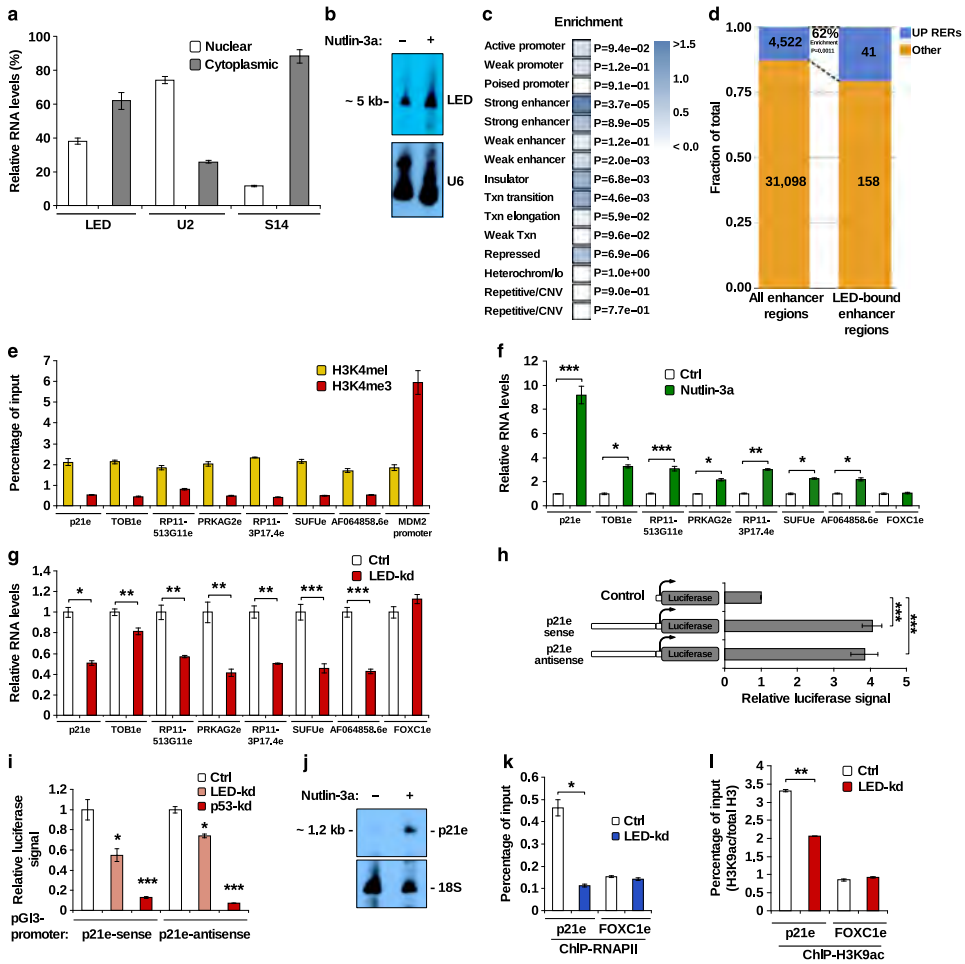 a
Relative RNA levels (%)
100
80
60
40
20
0
Nuclear
Cytoplasmic
LED
U2
S14
b
Nutlin-3a:
–
+
~ 5 kb-
LED
U6
c
Enrichment
Active promoter P=9.4e–02
Weak promoter P=1.2e–01
Poised promoter P=9.1e–01
Strong enhancer P=3.7e–05
Strong enhancer P=8.9e–05
Weak enhancer P=1.2e–01
Weak enhancer P=2.0e–03
Insulator P=6.8e–03
Txn transition P=4.6e–03
Txn elongation P=5.9e–02
Weak Txn P=9.6e–02
Repressed P=6.9e–06
Heterochrom/lo P=1.0e+00
Repetitive/CNV P=9.0e–01
Repetitive/CNV P=7.7e–01
>1.5
1.0
0.5
< 0.0
d
Fraction of total
1.00
0.75
0.50
0.25
0.00
4,522
62%
Enrichment
P=0.0011
41
31,098
158
UP RERs
Other
All enhancer
regions
LED-bound
enhancer
regions
e
Percentage of input
7
6
5
4
3
2
1
0
H3K4mel
H3K4me3
p21e
TOB1e
RP11-
513G11e
PRKAG2e
RP11-
3P17.4e
SUFUe
AF064858.6e
MDM2
promoter
f
Relative RNA levels
12
10
8
6
4
2
0
Ctrl
Nutlin-3a
***
*
***
*
**
*
*
p21e
TOB1e
RP11-
513G11e
PRKAG2e
RP11-
3P17.4e
SUFUe
AF064858.6e
FOXC1e
g
Relative RNA levels
1.4
1.2
1
0.8
0,6
0,4
0,2
0
Ctrl
LED-kd
*
**
**
**
**
***
***
p21e
TOB1e
RP11-
513G11e
PRKAG2e
RP11-
3P17.4e
SUFUe
AF064858.6e
FOXC1e
h
Control
Luciferase
p21e
sense
Luciferase
p21e
antisense
Luciferase
***
***
0
1
2
3
4
5
Relative luciferase signal
i
Relative luciferase
signal
1.2
1
0.8
0.6
0.4
0.2
0
Ctrl
LED-kd
p53-kd
*
***
*
***
pGl3-
promoter:
p21e-sense
p21e-antisense
j
Nutlin-3a:
–
+
~ 1.2 kb -
- p21e
-18S
k
Percentage of input
0.6
0.5
0.4
0.3
0.2
0.1
0
*
Ctrl
LED-kd
p21e
FOXC1e
ChIP-RNAPII
l
Percentage of input
(H3K9ac/total H3)
4
3.5
3
2.5
2
1.5
1
0.5
0
**
Ctrl
LED-kd
p21e
FOXC1e
ChIP-H3K9ac